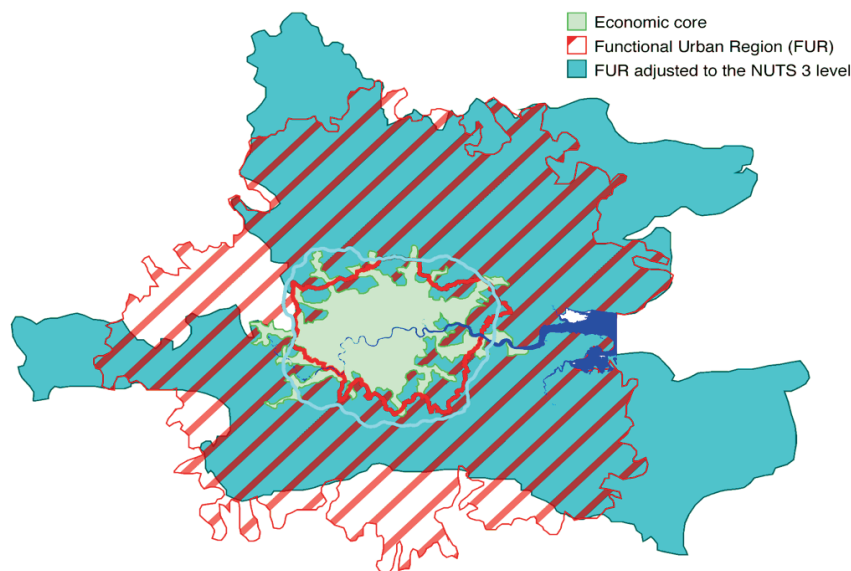 Economic core
Functional Urban Region (FUR)
FUR adjusted to the NUTS 3 level